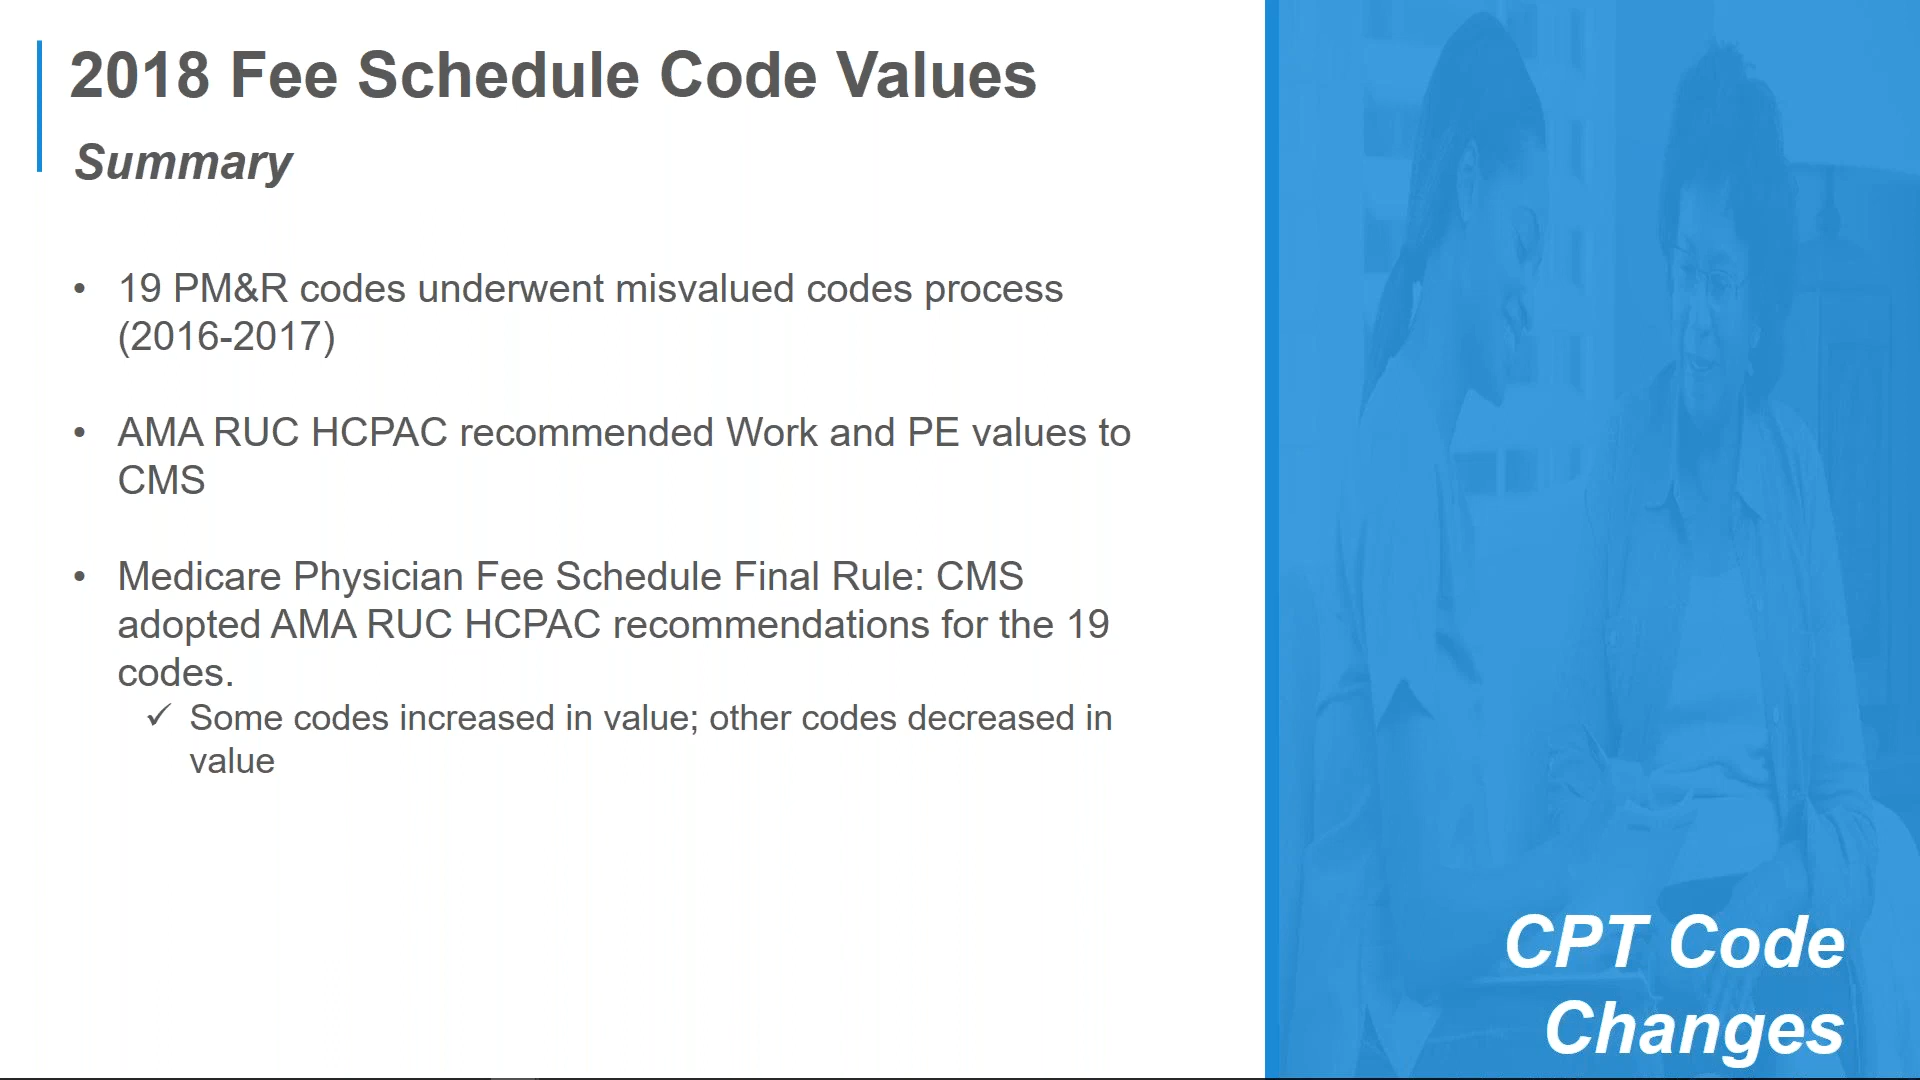 2018 Fee Schedule Code Values
Summary
• 19 PM&R codes underwent misvalued codes process
(2016-2017)
• AMA RUC HCPAC recommended Work and PE values to
CMS
• Medicare Physician Fee Schedule Final Rule: CMS
adopted AMA RUC HCPAC recommendations for the 19
codes.
✓ Some codes increased in value; other codes decreased in
value
CPT Code
Changes